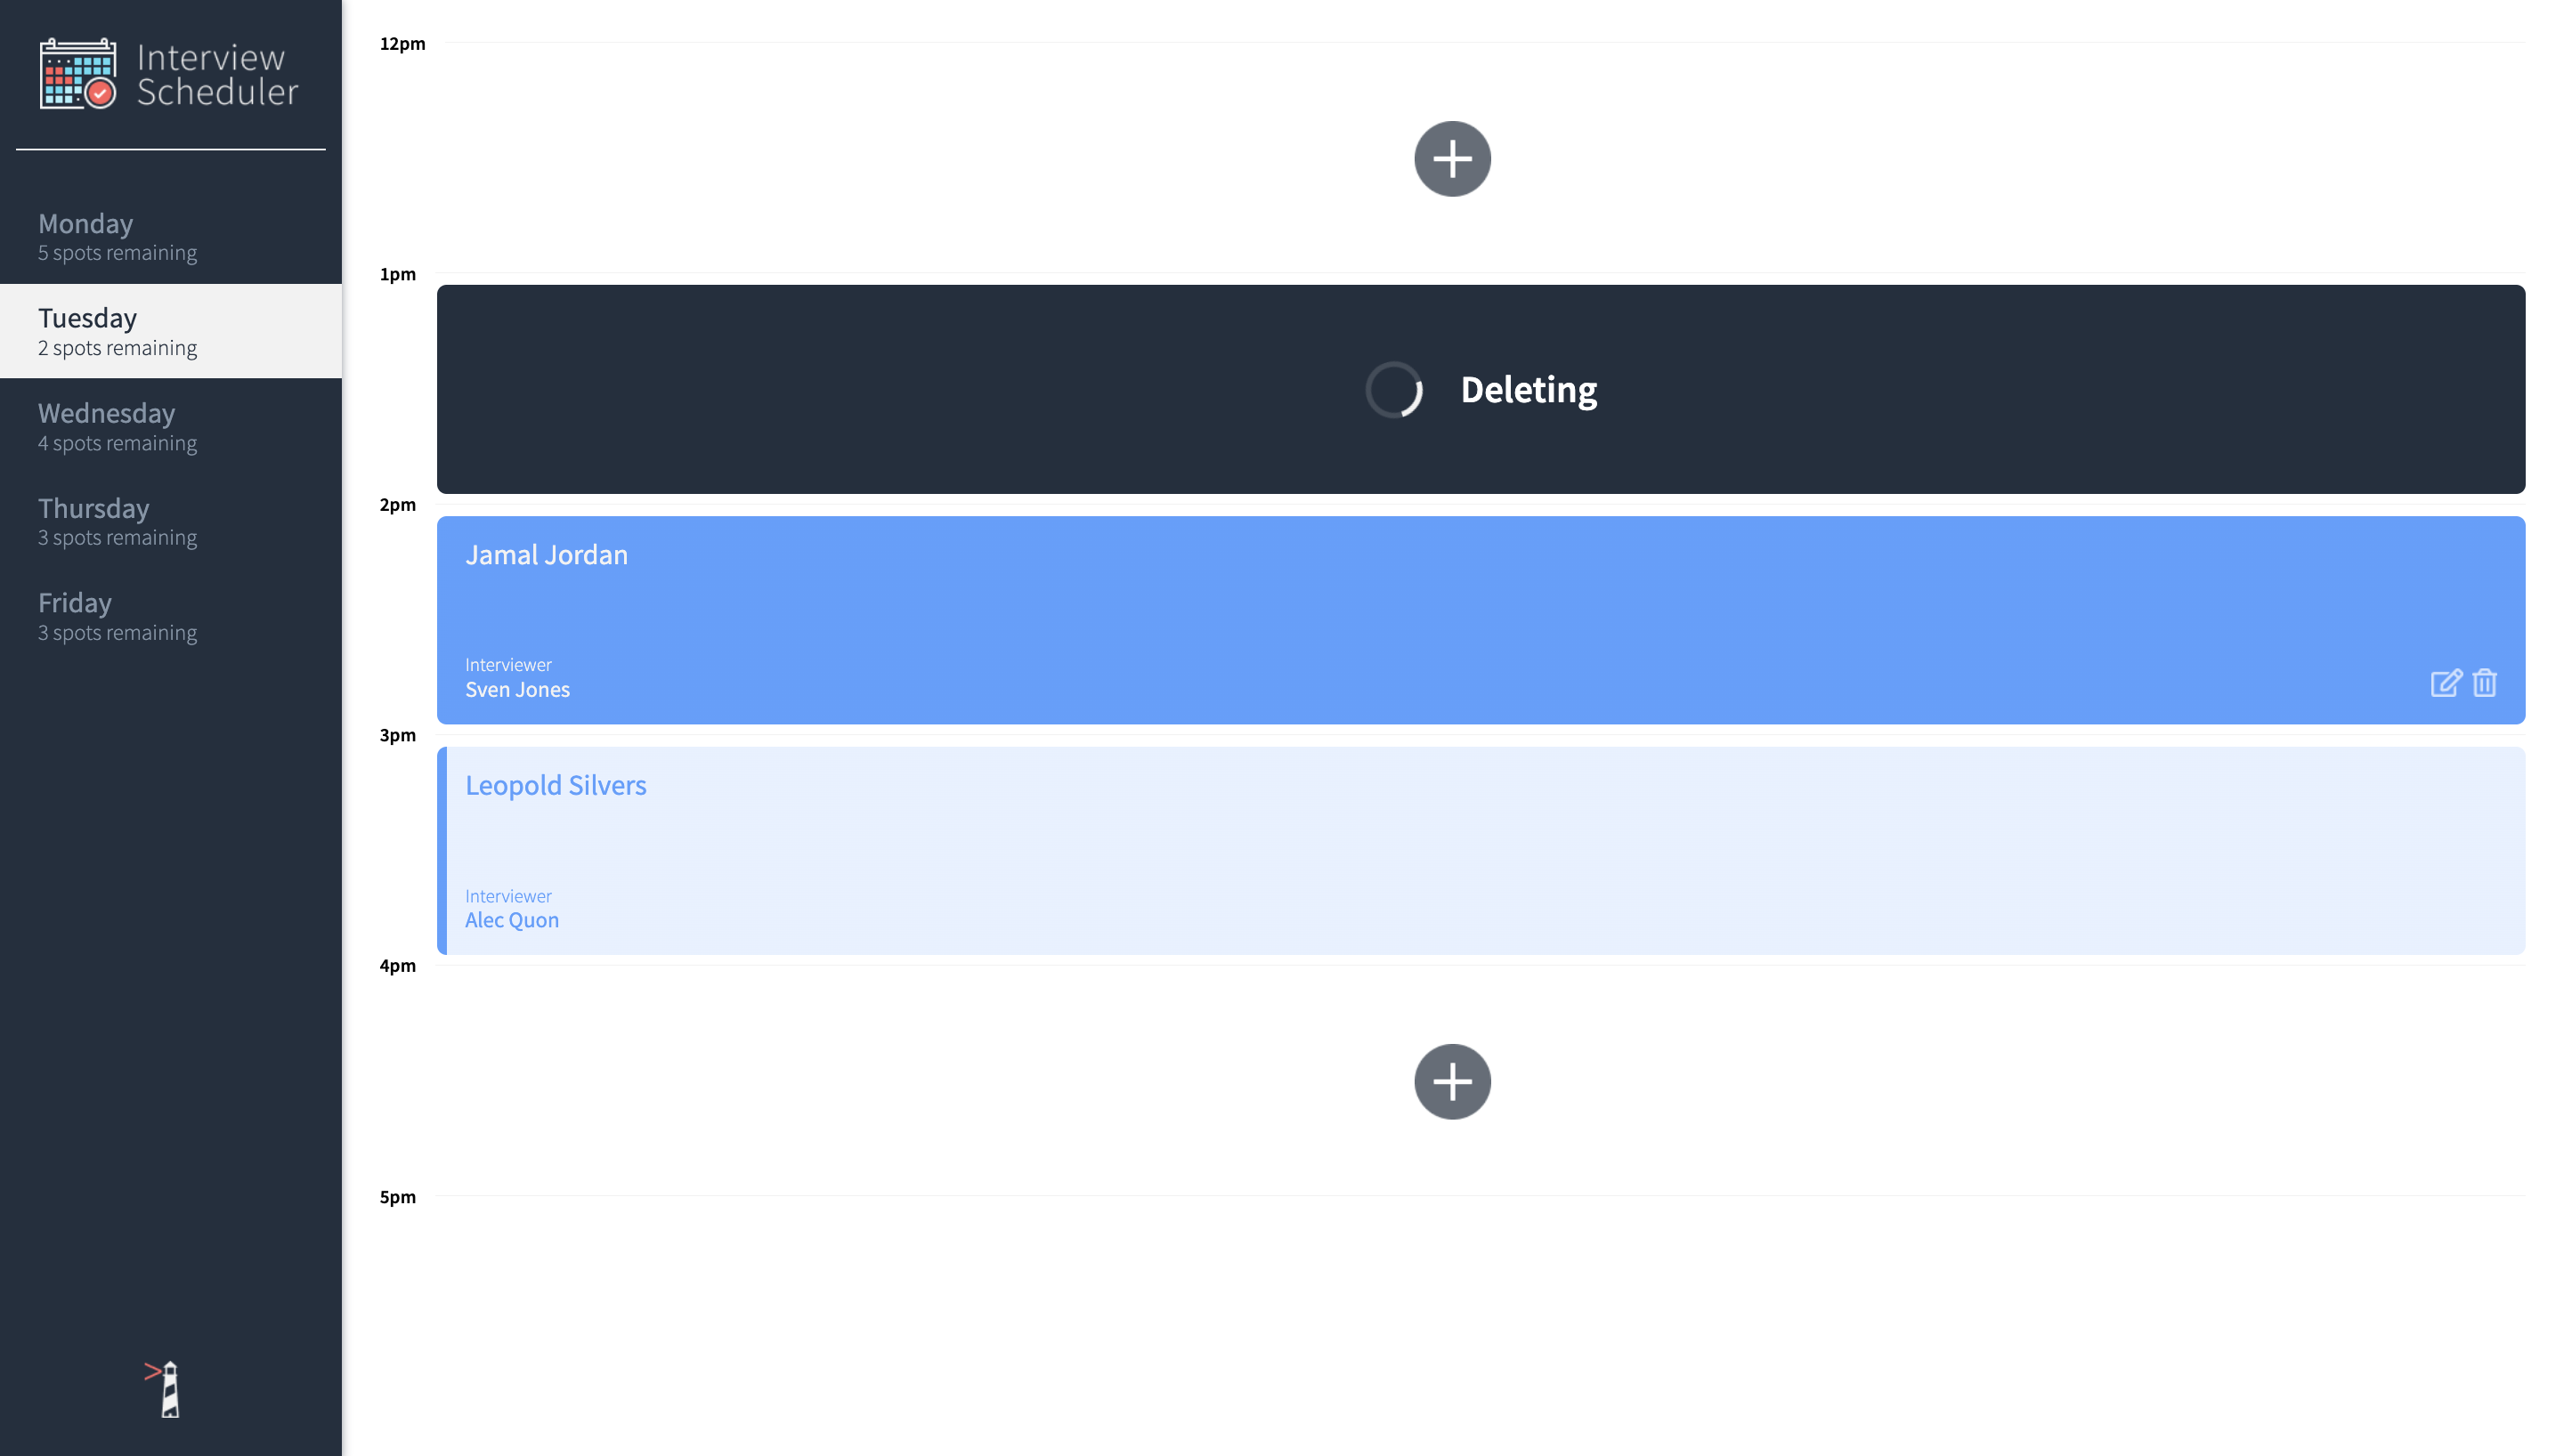 Interview
Scheduler
Monday
5 spots remaining
Tuesday
2 spots remaining
Wednesday
4 spots remaining
Thursday
3 spots remaining
Friday
3 spots remaining
12pm
1pm
Deleting
2pm
Jamal Jordan
Interviewer
Sven Jones
3pm
Leopold Silvers
Interviewer
Alec Quon
4pm
5pm